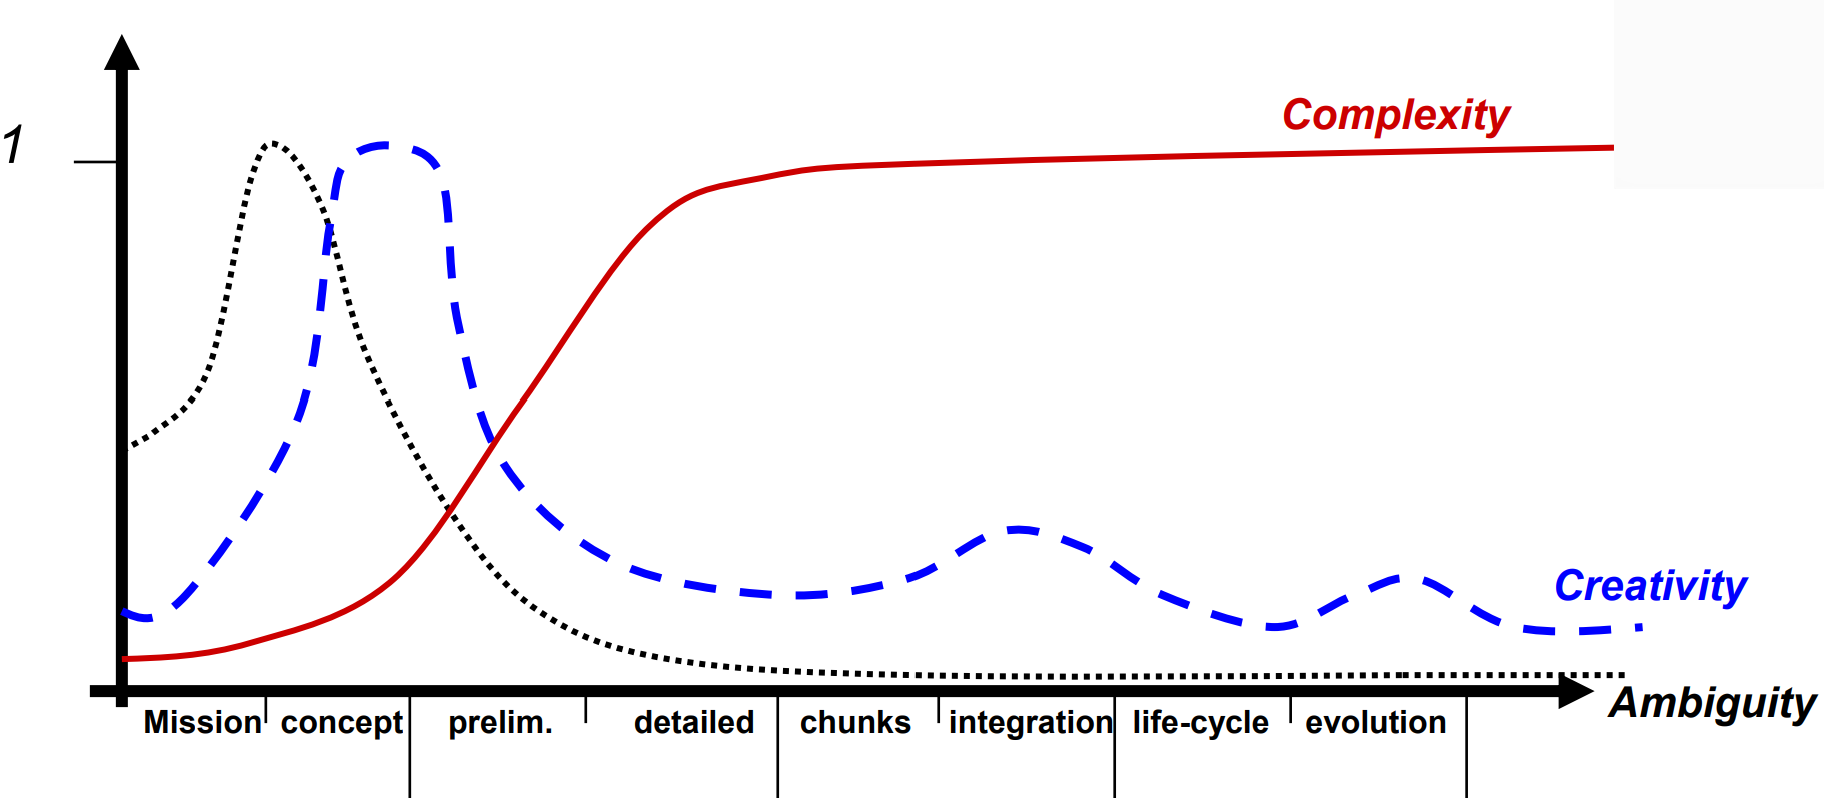 Complexity
1
Creativity
Ambiguity
Mission concept prelim. detailed chunks integration life-cycle evolution